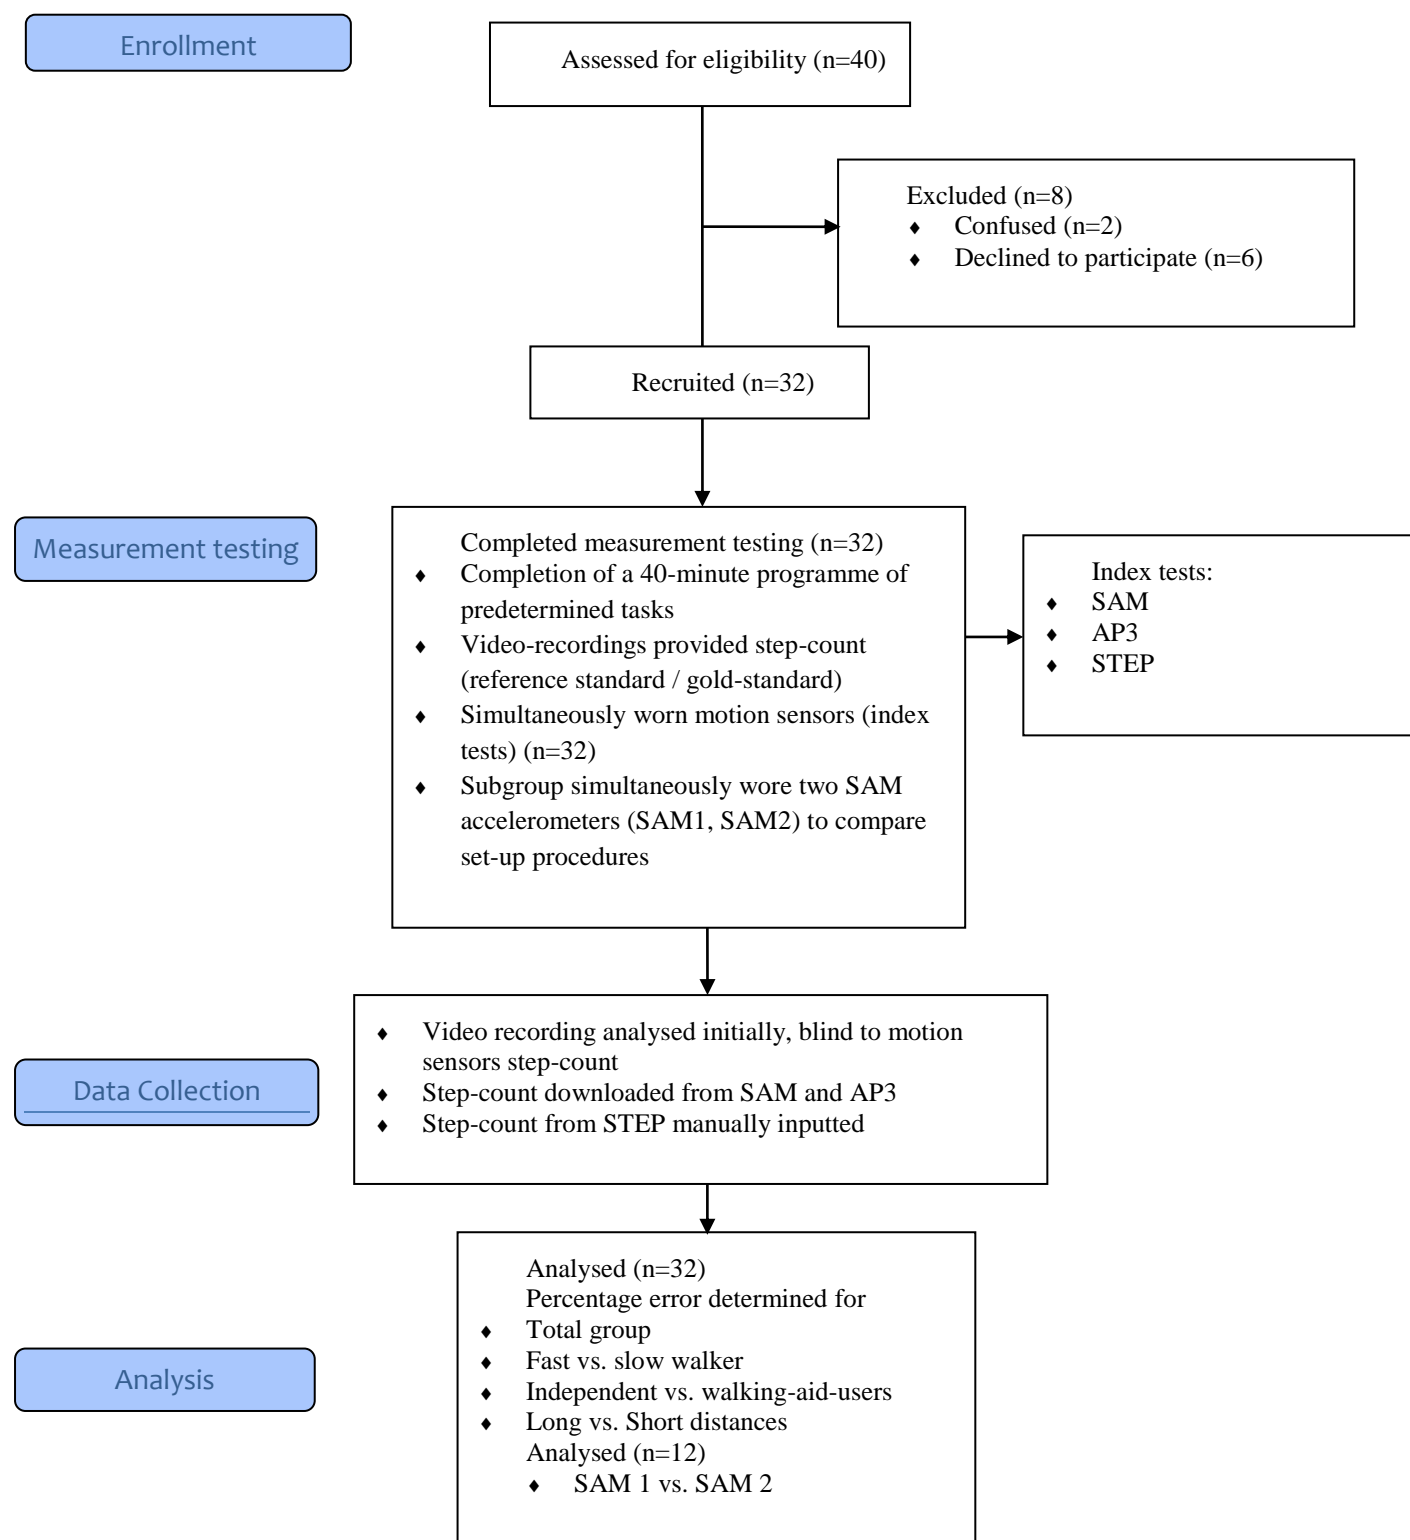 Enrollment
Assessed for eligibility (n=40)
Excluded (n=8)
♦ Confused (n=2)
♦ Declined to participate (n=6)
Recruited (n=32)
Measurement testing
Completed measurement testing (n=32)
♦ Completion of a 40-minute programme of
predetermined tasks
♦ Video-recordings provided step-count
(reference standard / gold-standard)
♦ Simultaneously worn motion sensors (index
tests) (n=32)
♦ Subgroup simultaneously wore two SAM
accelerometers (SAM1, SAM2) to compare
set-up procedures
Index tests:
♦ SAM
♦ AP3
♦ STEP
Data Collection
♦ Video recording analysed initially, blind to motion
sensors step-count
♦ Step-count downloaded from SAM and AP3
♦ Step-count from STEP manually inputted
Analysis
Analysed (n=32)
Percentage error determined for
♦ Total group
♦ Fast vs. slow walker
♦ Independent vs. walking-aid-users
♦ Long vs. Short distances
Analysed (n=12)
♦ SAM 1 vs. SAM 2